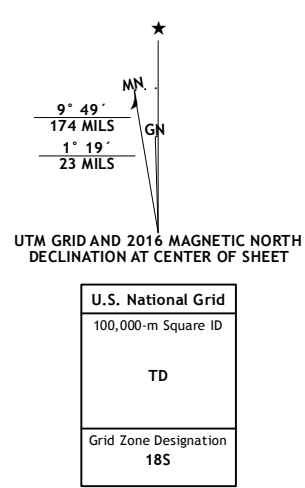 MN
9° 49´
174 MILS
GN
1° 19´
23 MILS
UTM GRID AND 2016 MAGNETIC NORTH
DECLINATION AT CENTER OF SHEET
U.S. National Grid
100,000-m Square ID
TD
Grid Zone Designation
18S